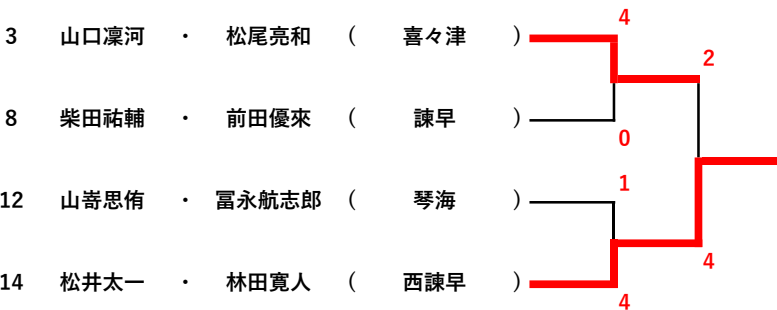 4
3 山口凜河 ・ 松尾亮和 ( 喜々津 )
2
8 柴田祐輔 ・ 前田優來 ( 諫早 )
0
1
12 山嵜思侑 ・ 冨永航志郎 ( 琴海 )
4
14 松井太一 ・ 林田寛人 ( 西諫早 )
4